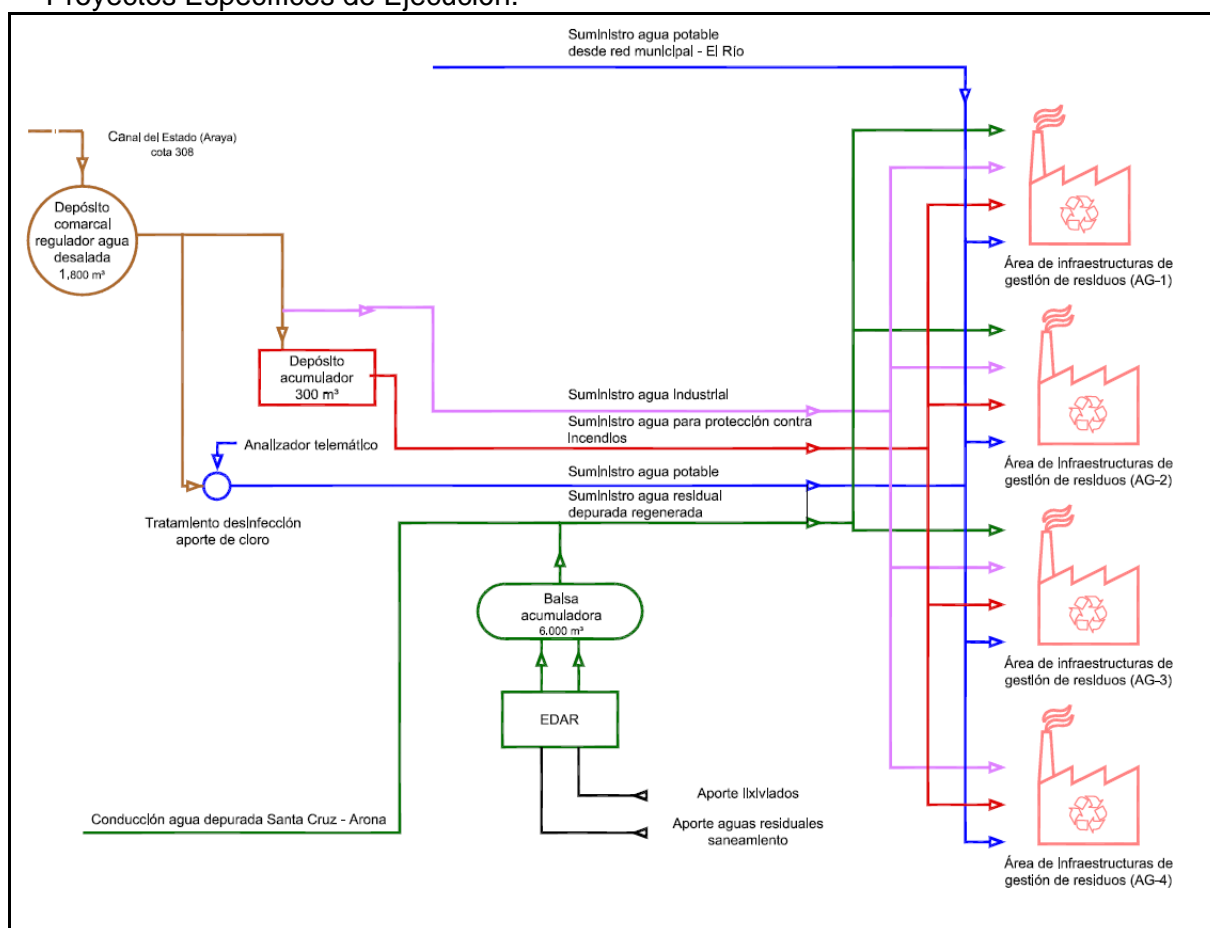 Proyectos Específicos de Ejecución.
Suministro agua potable
desde red municipal - El Río
Canal del Estado (Araya)
cota 308
Depósito
comarcal
regulador agua
desalada
1,800 m³
Área de infraestructuras de
gestión de residuos (AG-1)
Depósito
acumulador
300 m³
Suministro agua industrial
Suministro agua para protección contra
incendios
Analizador telemático
Suministro agua potable
Suministro agua residual
depurada regenerada
Tratamiento desinfección
aporte de cloro
Área de infraestructuras de
gestión de residuos (AG-2)
Balsa
acumuladora
6.000 m³
EDAR
Área de infraestructuras de
gestión de residuos (AG-3)
Aporte lixiviados
Conducción agua depurada Santa Cruz - Arona
Aporte aguas residuales
saneamiento
Área de infraestructuras de
gestión de residuos (AG-4)